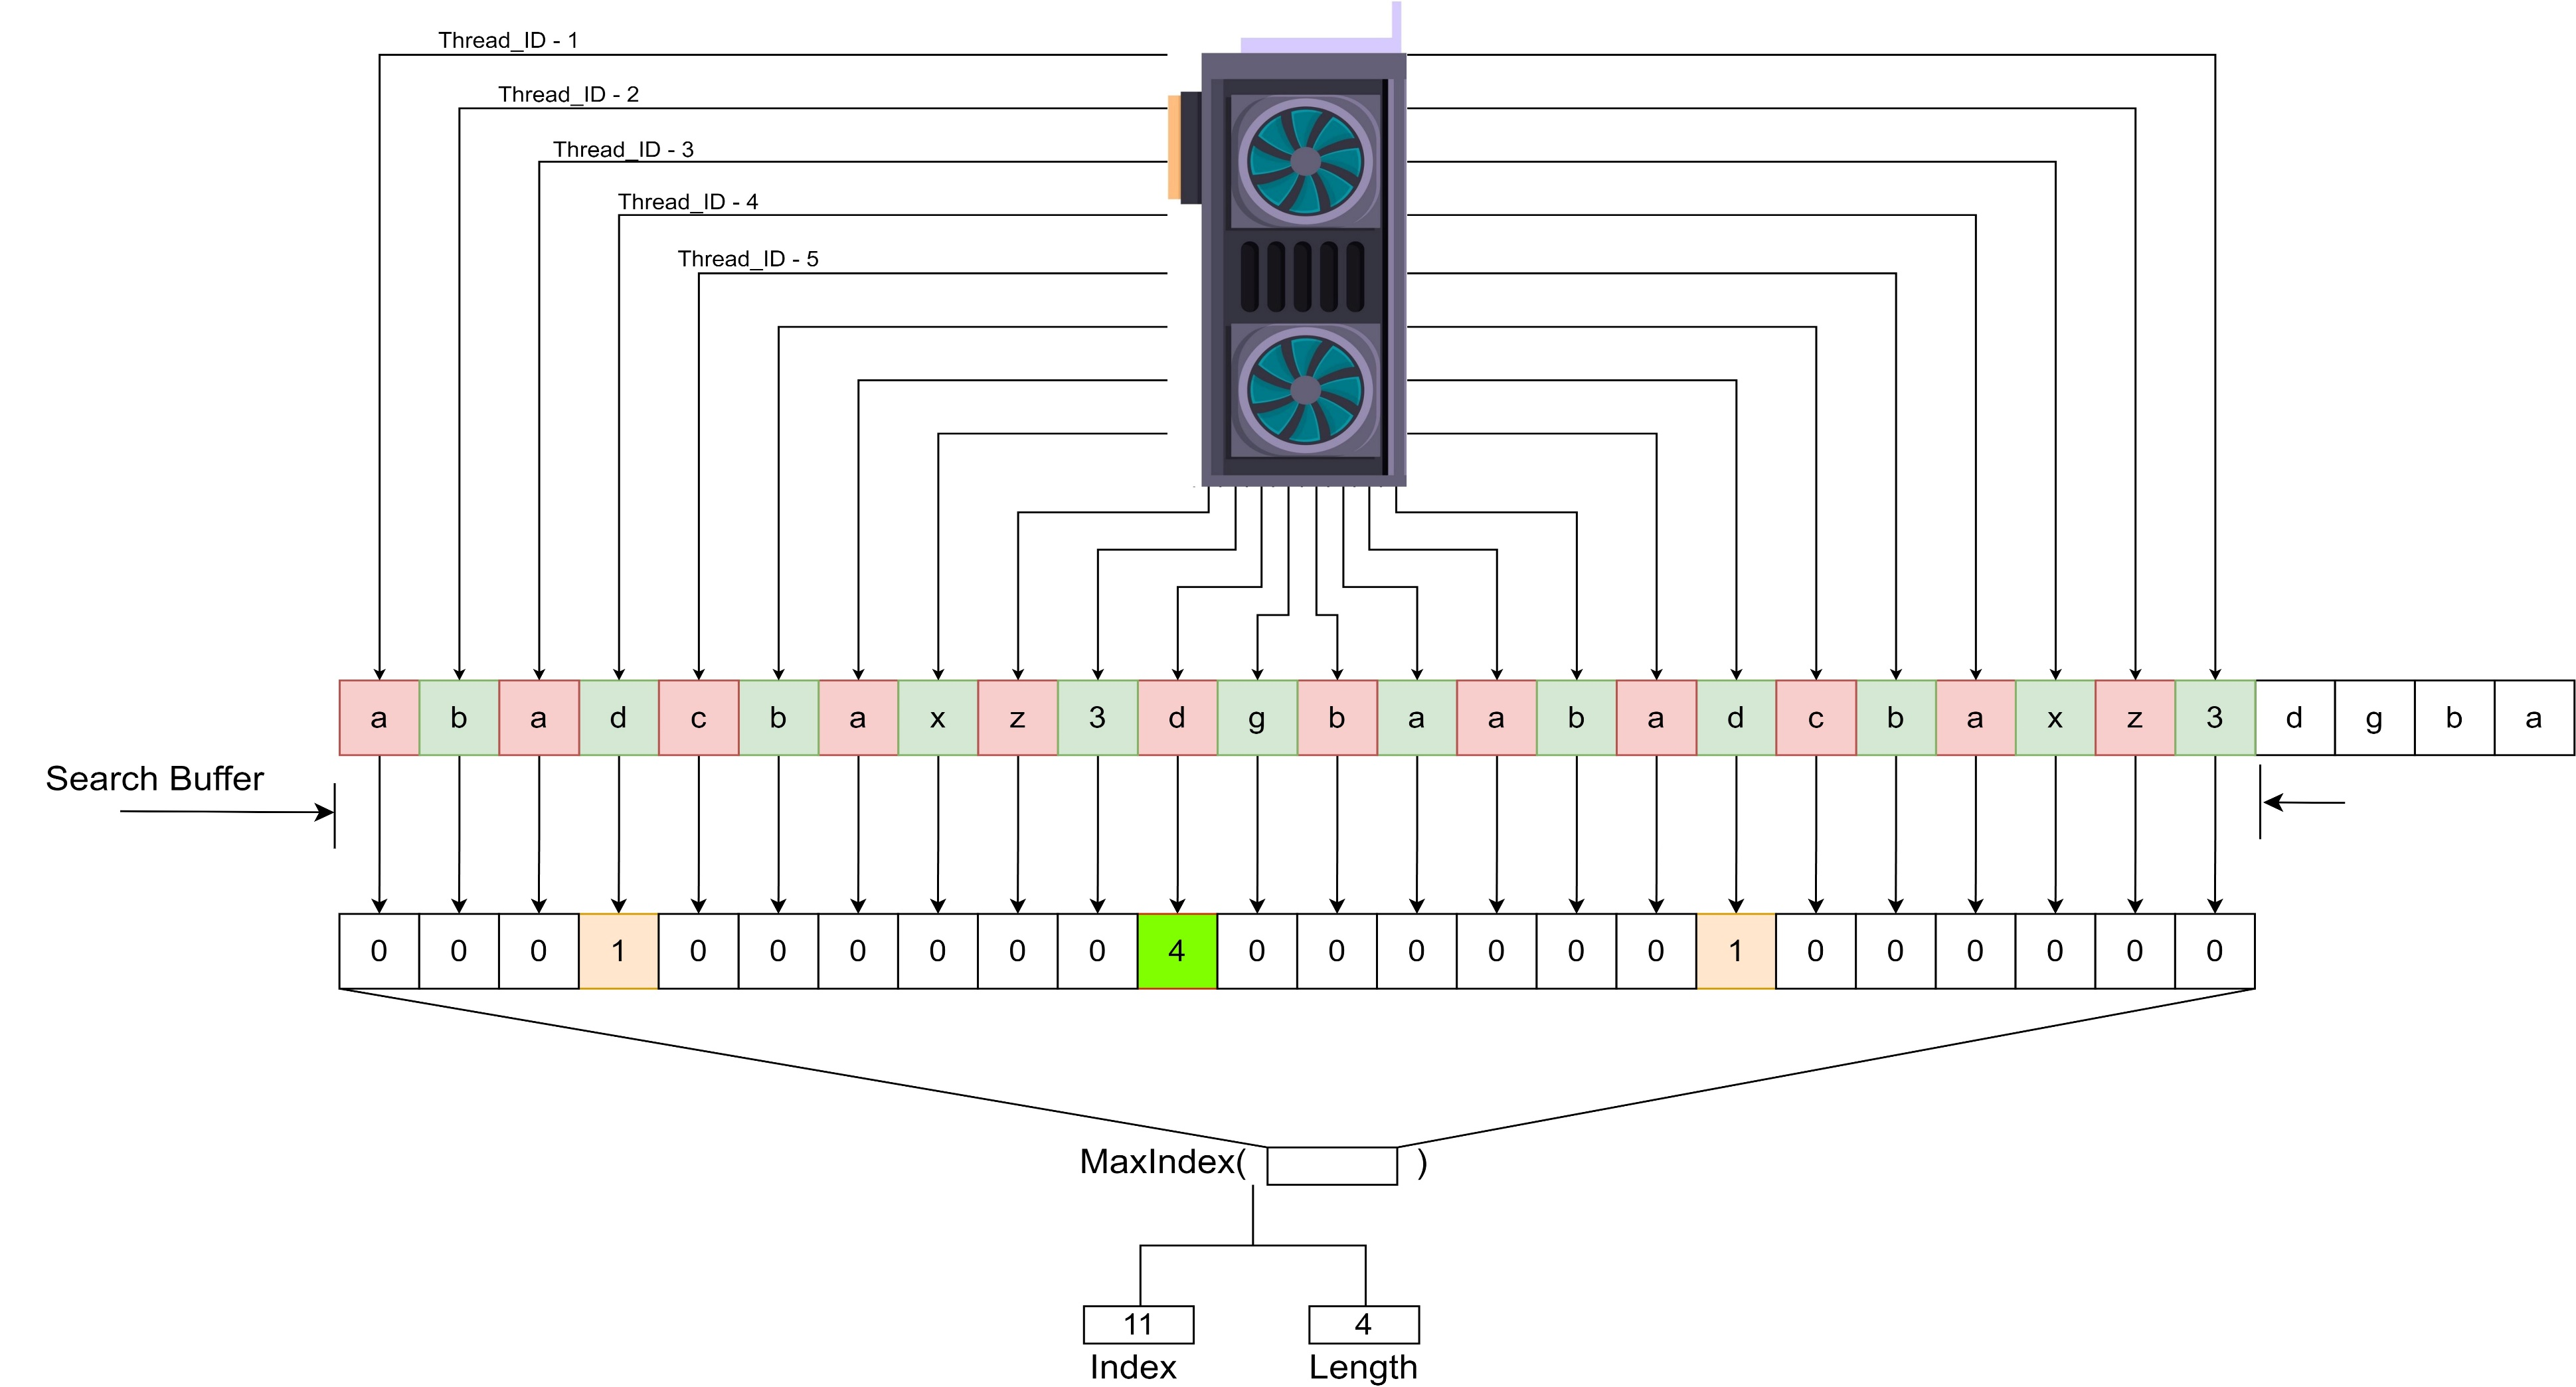 Thread_ID - 1
Thread_ID - 2
Thread_ID - 3
Thread_ID - 4
Thread_ID - 5
a b a d c b a x z 3 d g b a a b a d c b a x z 3 d g b a
Search Buffer
0 0 0 1 0 0 0 0 0 0 4 0 0 0 0 0 0 1 0 0 0 0 0 0
MaxIndex( )
11 4
Index Length